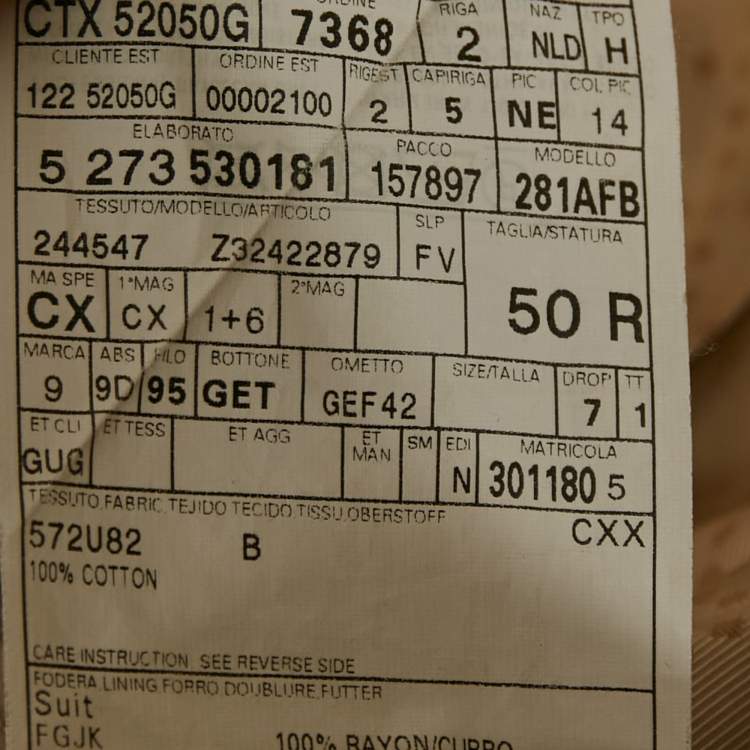 RIGA NAZ TPO
CTX 52050G 7368 2 NLD H
CLIENTE EST ORDINE EST RIGEST CAPIRIGA PIC COL PIC
122 52050G 00002100 2 5 NE 14
ELABORATO PACCO MODELLO
5 273 530181 157897 281AFB
TESSUTO/MODELLO/ARTICOLO SLP TAGLIA/STATURA
244547 Z32422879 FV 50 R
MA SPE 1°MAG 2°MAG
CX CX 1+6
MARCA ABS FILO BOTTONE OMETTO SIZE/TALLA DROP TT
9 9D 95 GET GEF42 7 1
ET CLI ET TESS ET AGG ET MAN SM EDI MATRICOLA
GUG N 301180 5
TESSUTO,FABRIC,TEJIDO,TECIDO,TISSU,OBERSTOFF
572U82 B CXX
100% COTTON
CARE INSTRUCTION SEE REVERSE SIDE
FODERA,LINING,FORRO,DOUBLURE,FUTTER
Suit
FGJK 100% RAYON/CUPRO